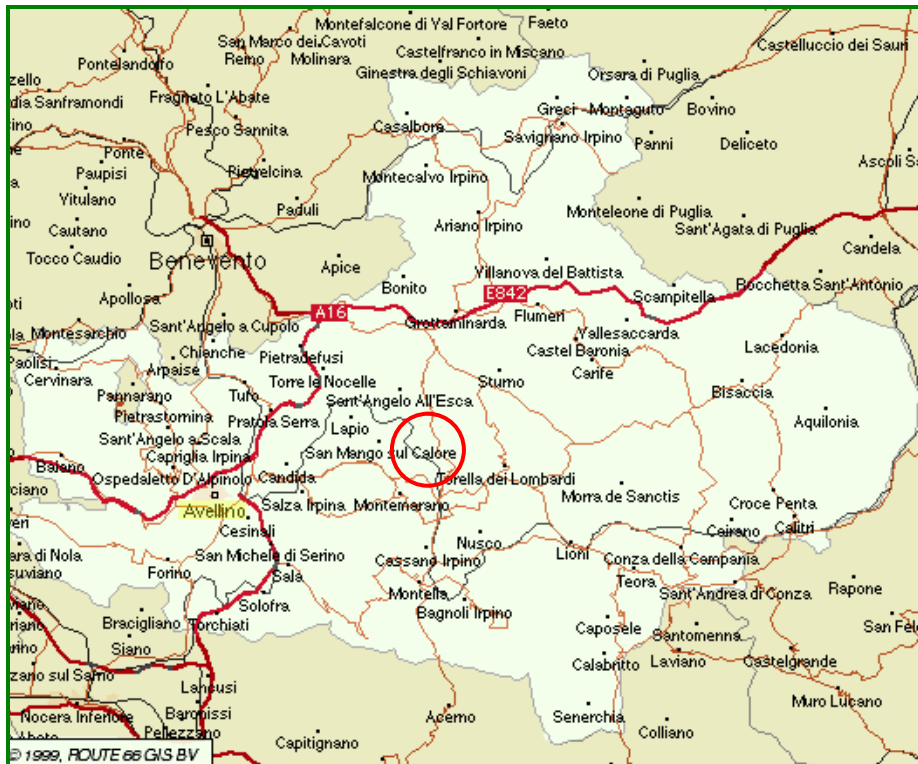 Montefalcone di Val Fortore
Faeto
San Marco dei Cavoti
Castelluccio dei Sauri
Pontelandolfo
Reino
Molinara
Castelfranco in Miscano
Ginestra degli Schiavoni
Orsara di Puglia
Fragneto L'Abate
Greci
Montaguto
Bovino
Casalbore
Savignano Irpino
Pesco Sannita
Panni
Deliceto
Ponte
Paupisi
Pietrelcina
Montecalvo Irpino
Vitulano
Paduli
Monteleone di Puglia
Cautano
Ariano Irpino
Sant'Agata di Puglia
Tocco Caudio
Benevento
Candela
Apice
Villanova del Battista
Bonito
Rocchetta Sant'Antonio
Apollosa
E842
Scampitella
A16
Flumeri
Grottaminarda
Montesarchio
Sant'Angelo a Cupolo
Vallesaccarda
Chianche
Pietradefusi
Castel Baronia
Lacedonia
Paolisi
Arpaise
Carife
Cervinara
Torre le Nocelle
Sturno
Bisaccia
Pannarano
Tufo
Sant'Angelo All'Esca
Pietrastornina
Pratola Serra
Lapio
Aquilonia
Sant'Angelo a Scala
San Mango sul Calore
Capriglia Irpina
Baiano
Ospedaletto D'Alpinolo
Candida
Torella dei Lombardi
Morra de Sanctis
Croce Penta
Avellino
Salza Irpina
Montemarano
Cesinali
Cairano
Calitri
San Michele di Serino
Nusco
Lioni
Cassano Irpino
Conza della Campania
Forino
Sala
Teora
Montella
Sant'Andrea di Conza
Rapone
Solofra
Bagnoli Irpino
Bracigliano
Torchiati
Caposele
Santomenna
Siano
Calabritto
Laviano
Castelgrande
Lancusi
Muro Lucano
Nocera Inferiore
Baronissi
Acerno
Senerchia
Pellezzano
Capitignano
Colliano
© 1999, ROUTE 66 GIS BV